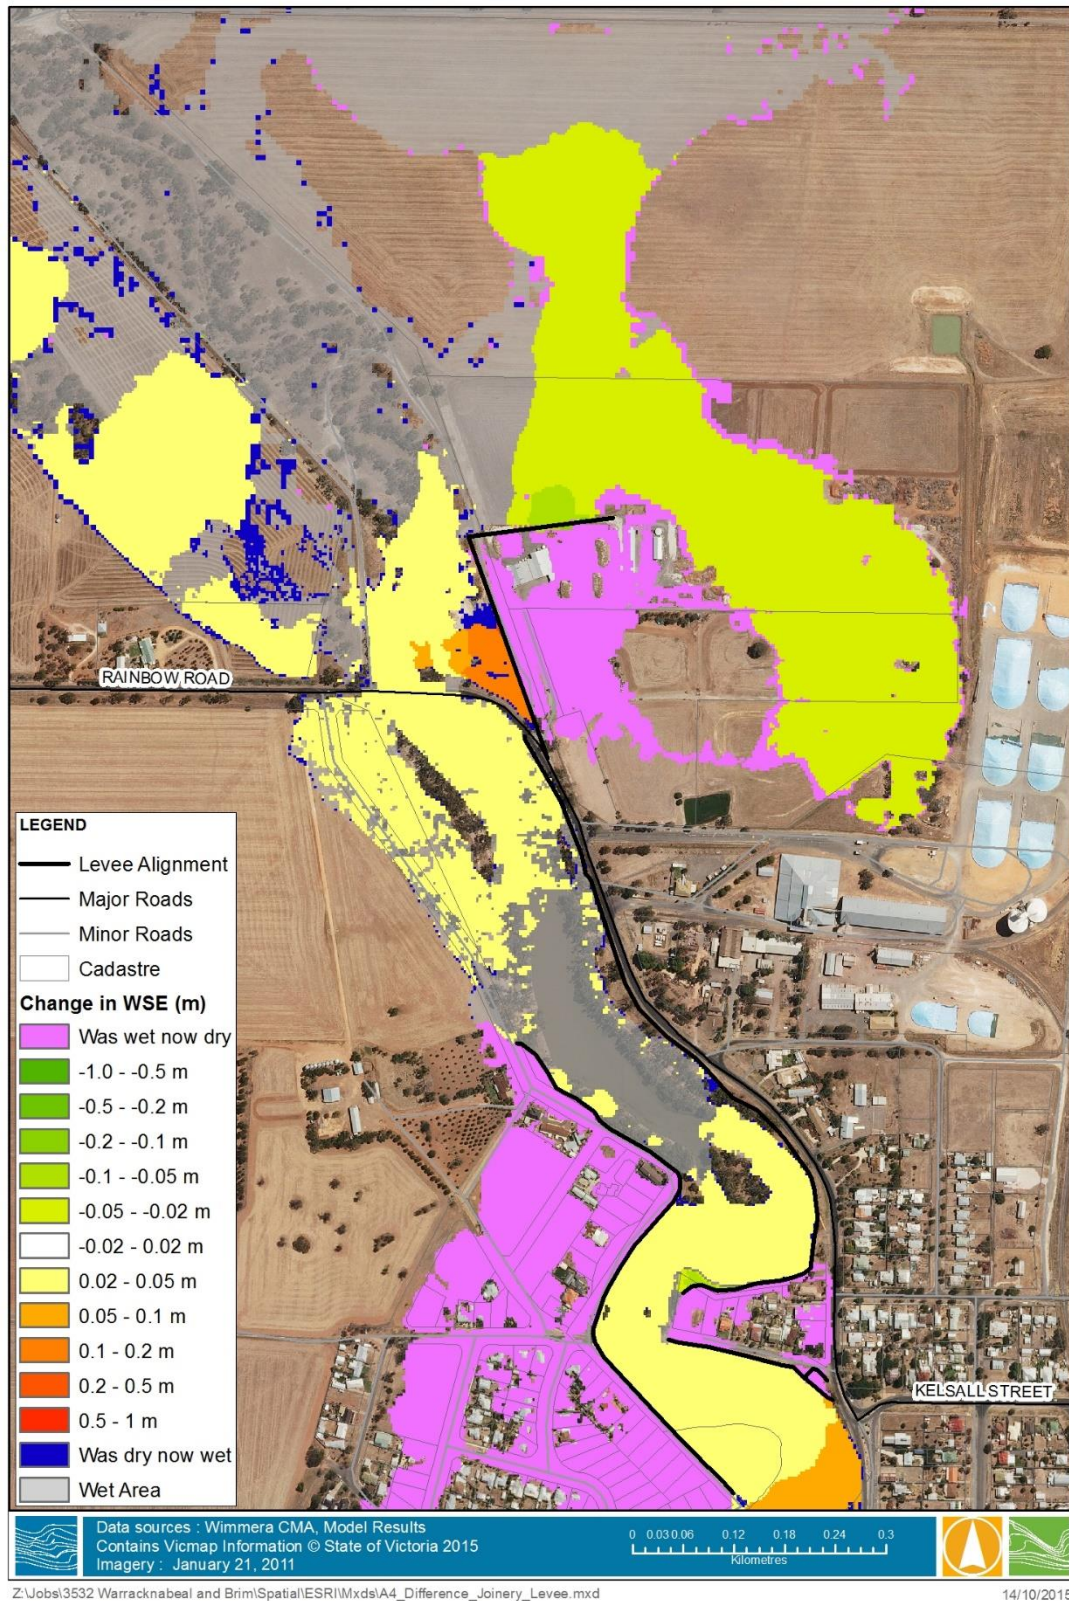 RAINBOW ROAD
LEGEND
Levee Alignment
Major Roads
Minor Roads
Cadastre
Change in WSE (m)
Was wet now dry
-1.0 - -0.5 m
-0.5 - -0.2 m
-0.2 - -0.1 m
-0.1 - -0.05 m
-0.05 - -0.02 m
-0.02 - 0.02 m
0.02 - 0.05 m
0.05 - 0.1 m
0.1 - 0.2 m
0.2 - 0.5 m
0.5 - 1 m
Was dry now wet
Wet Area
KELSALL STREET
Data sources : Wimmera CMA, Model Results
Contains Vicmap Information © State of Victoria 2015
Imagery : January 21, 2011
0 0.03 0.06 0.12 0.18 0.24 0.3
Kilometres
Z:\Jobs\3532 Warracknabeal and Brim\Spatial\ESRI\Mxds\A4_Difference_Joinery_Levee.mxd
14/10/2015